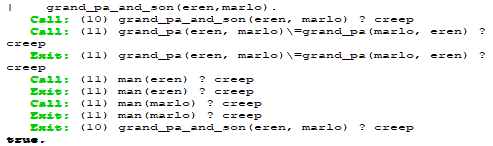 |    grand_pa_and_son(eren,marlo).
Call: (10) grand_pa_and_son(eren, marlo) ? creep
Call: (11) grand_pa(eren, marlo)\=grand_pa(marlo, eren) ?
creep
Exit: (11) grand_pa(eren, marlo)\=grand_pa(marlo, eren) ?
creep
Call: (11) man(eren) ? creep
Exit: (11) man(eren) ? creep
Call: (11) man(marlo) ? creep
Exit: (11) man(marlo) ? creep
Exit: (10) grand_pa_and_son(eren, marlo) ? creep
true.